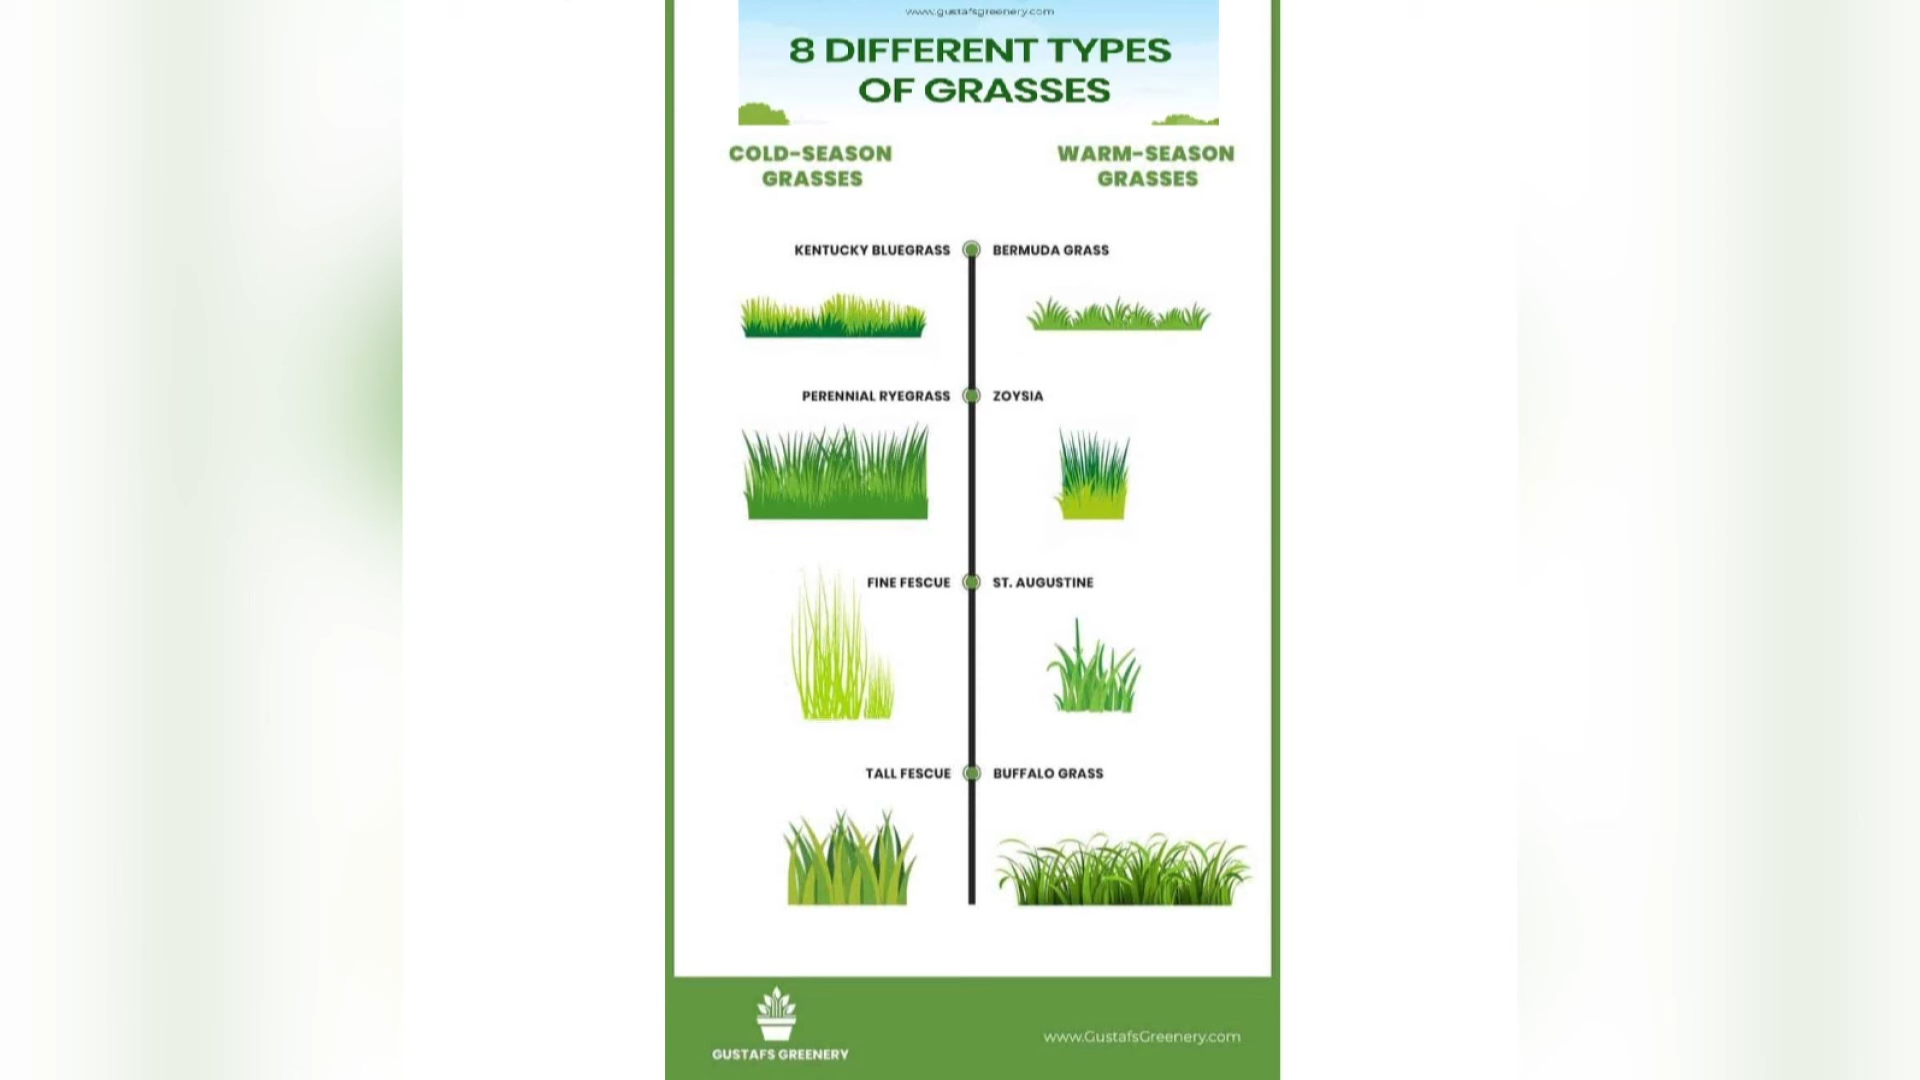 www.gustafsgreenery.com
8 DIFFERENT TYPES
OF GRASSES
COLD-SEASON
GRASSES
WARM-SEASON
GRASSES
KENTUCKY BLUEGRASS
BERMUDA GRASS
PERENNIAL RYEGRASS
ZOYSIA
FINE FESCUE
ST. AUGUSTINE
TALL FESCUE
BUFFALO GRASS
GUSTAFS GREENERY
www.GustafsGreenery.com